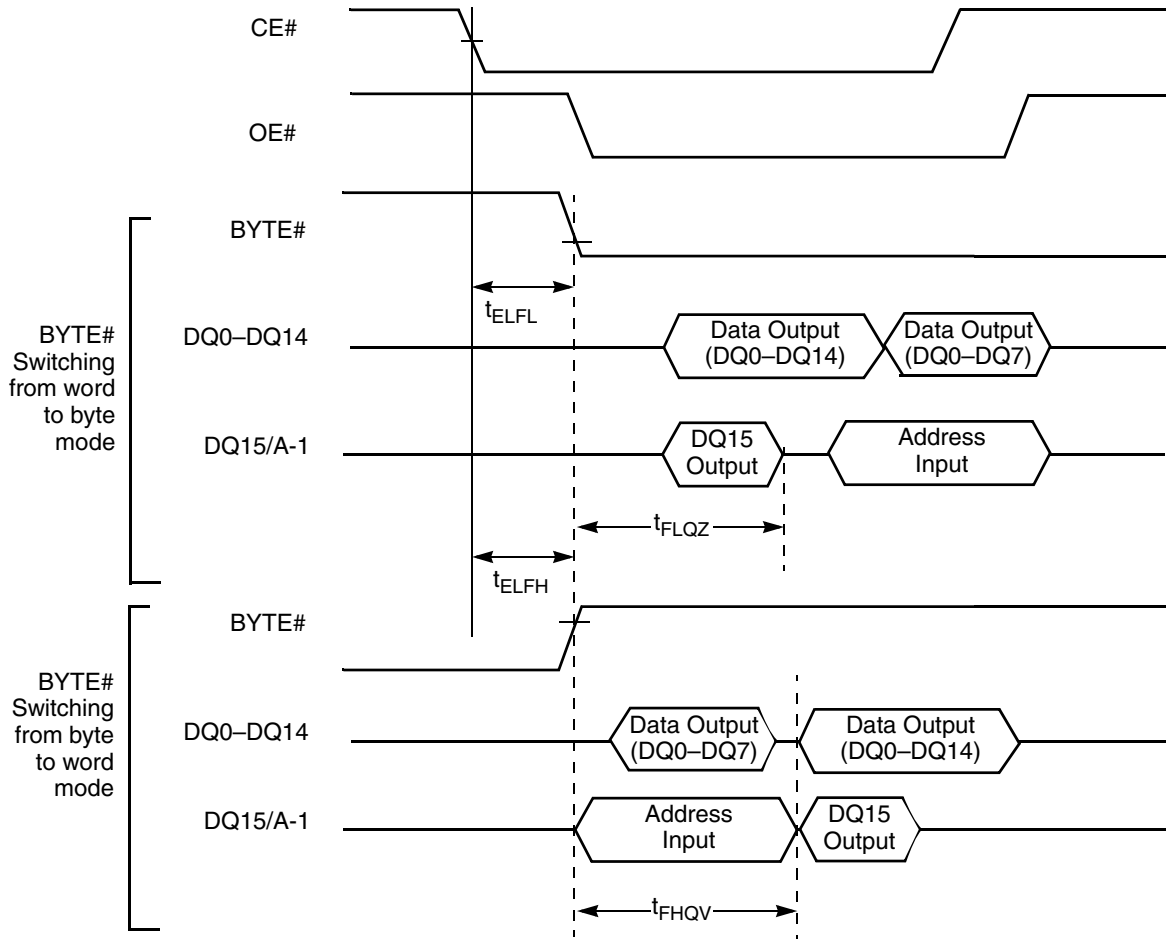 CE#
OE#
BYTE#
tELFL
BYTE#
Switching
from word
to byte
mode
DQ0–DQ14
Data Output
(DQ0–DQ14)
Data Output
(DQ0–DQ7)
DQ15/A-1
DQ15
Output
Address
Input
tFLQZ
tELFH
BYTE#
BYTE#
Switching
from byte
to word
mode
DQ0–DQ14
Data Output
(DQ0–DQ7)
Data Output
(DQ0–DQ14)
DQ15/A-1
Address
Input
DQ15
Output
tFHQV